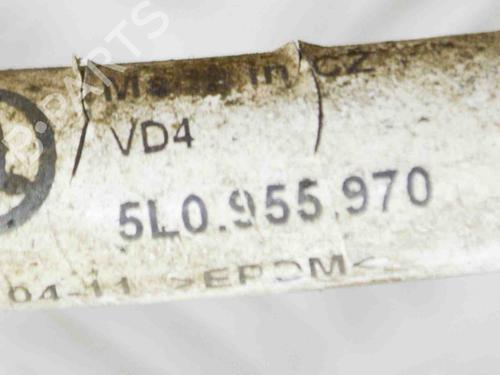 Made in CZ
VD4
5L0.955.970
04-11 >EPDM<